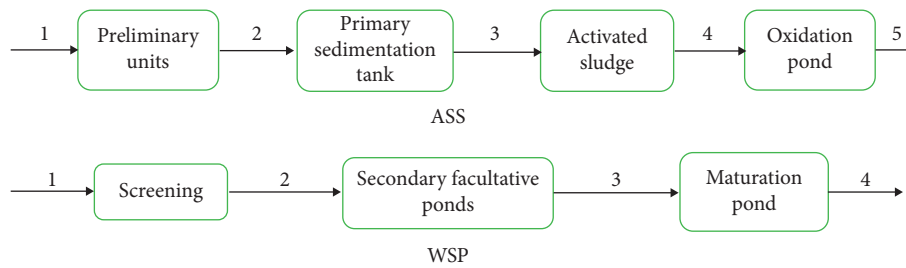 1
Preliminary
units
2
Primary
sedimentation
tank
3
Activated
sludge
4
Oxidation
pond
5
ASS
1
Screening
2
Secondary facultative
ponds
3
Maturation
pond
4
WSP